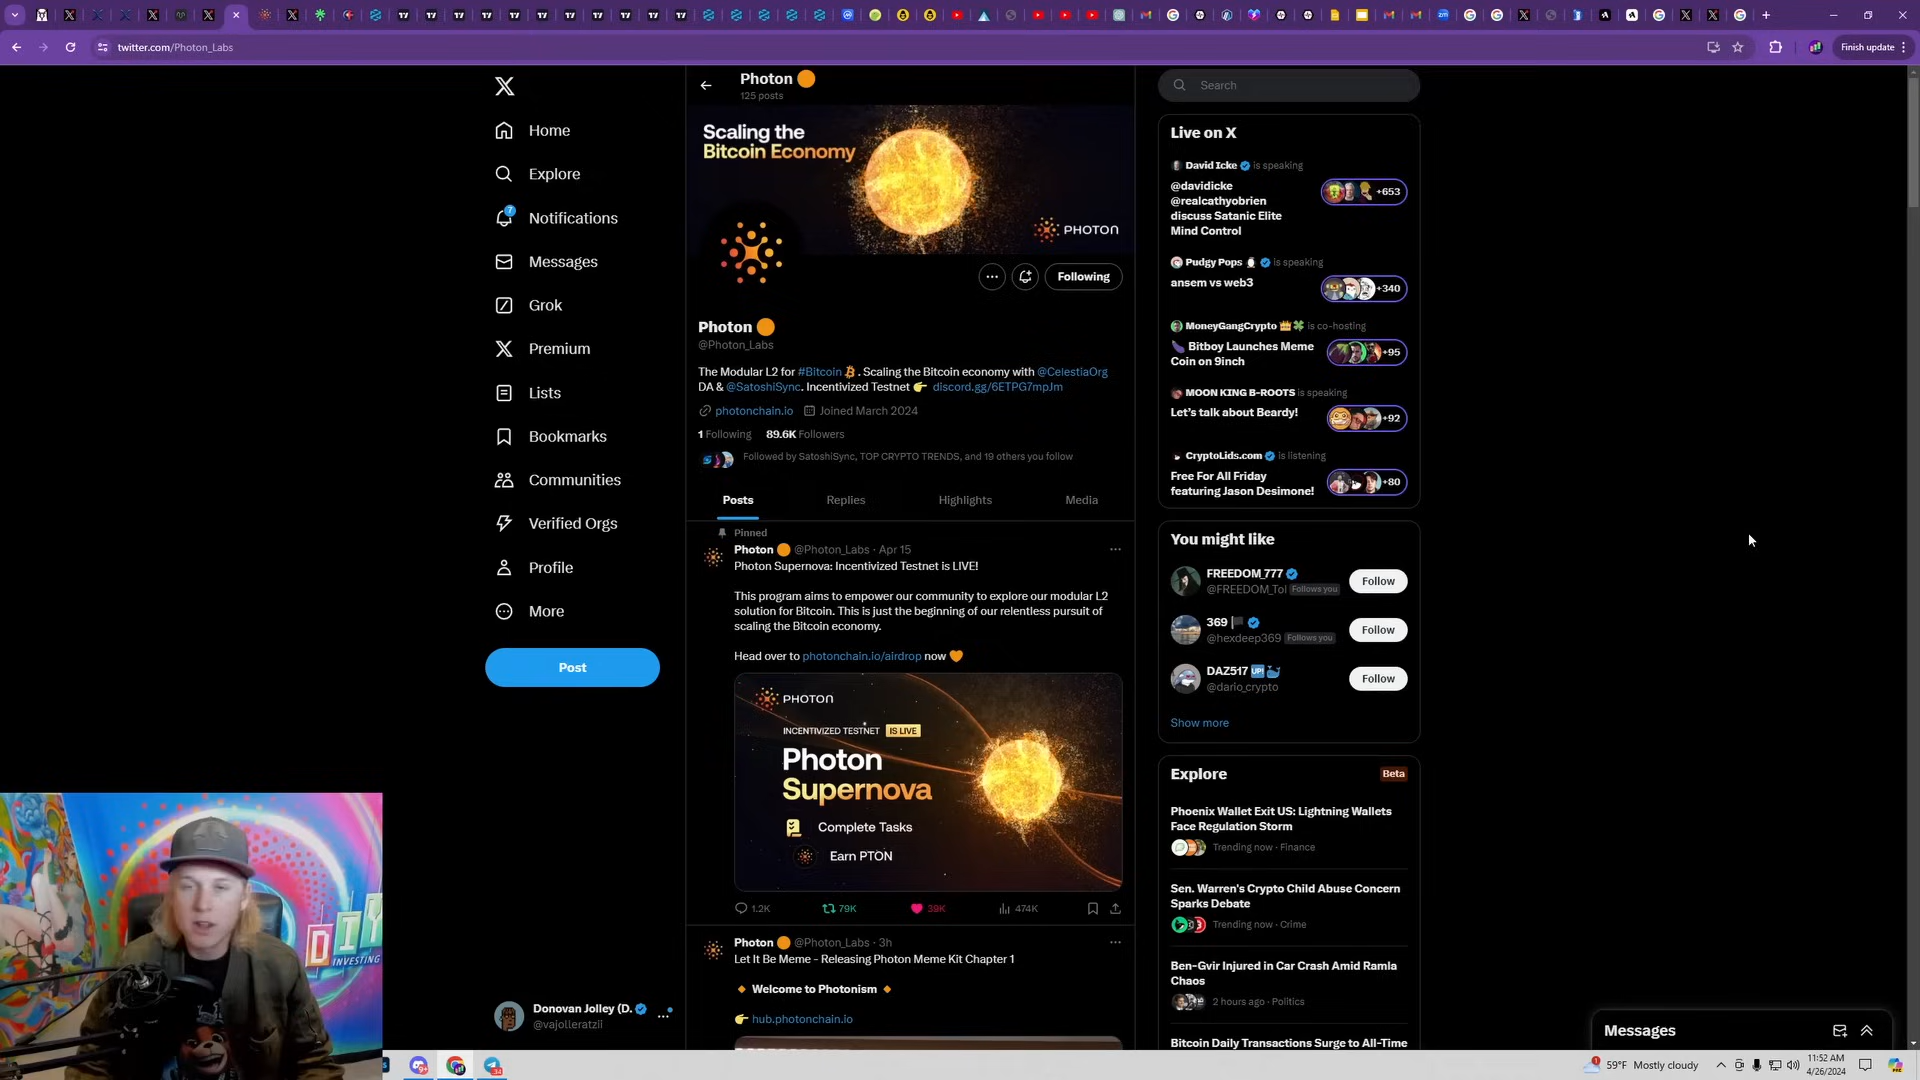 twitter.com/Photon_Labs
Finish update
Home
Explore
7
Notifications
Messages
Grok
Premium
Lists
Bookmarks
Communities
Verified Orgs
Profile
More
Post
Donovan Jolley (D.
@vajolleratzii
Photon
125 posts
Scaling the
Bitcoin Economy
PHOTON
Following
Photon
@Photon_Labs
The Modular L2 for #Bitcoin. Scaling the Bitcoin economy with @CelestiaOrg
DA & @SatoshiSync. Incentivized Testnet 👉 discord.gg/6ETPG7mpJm
photonchain.io Joined March 2024
1 Following 89.6K Followers
Followed by SatoshiSync, TOP CRYPTO TRENDS, and 19 others you follow
Posts Replies Highlights Media
Pinned
Photon @Photon_Labs · Apr 15
Photon Supernova: Incentivized Testnet is LIVE!
This program aims to empower our community to explore our modular L2
solution for Bitcoin. This is just the beginning of our relentless pursuit of
scaling the Bitcoin economy.
Head over to photonchain.io/airdrop now 🧡
PHOTON
INCENTIVIZED TESTNET IS LIVE
Photon
Supernova
Complete Tasks
Earn PTON
1.2K 79K 39K 474K
Photon @Photon_Labs · 3h
Let It Be Meme - Releasing Photon Meme Kit Chapter 1
🔸 Welcome to Photonism 🔸
👉 hub.photonchain.io
Search
Live on X
David Icke is speaking
@davidicke
@realcathyobrien
discuss Satanic Elite
Mind Control
+653
Pudgy Pops is speaking
ansem vs web3
+340
MoneyGangCrypto is co-hosting
🍆 Bitboy Launches Meme
Coin on 9inch
+95
MOON KING B-ROOTS is speaking
Let's talk about Beardy!
+92
CryptoLids.com is listening
Free For All Friday
featuring Jason Desimone!
+80
You might like
FREEDOM_777
@FREEDOM_Tol Follows you
Follow
369
@hexdeep369 Follows you
Follow
DAZ517 UP!
@dario_crypto
Follow
Show more
Explore
Beta
Phoenix Wallet Exit US: Lightning Wallets
Face Regulation Storm
Trending now · Finance
Sen. Warren's Crypto Child Abuse Concern
Sparks Debate
Trending now · Crime
Ben-Gvir Injured in Car Crash Amid Ramla
Chaos
2 hours ago · Politics
Bitcoin Daily Transactions Surge to All-Time
Messages
DIY
INVESTING
59°F Mostly cloudy
11:52 AM
4/26/2024